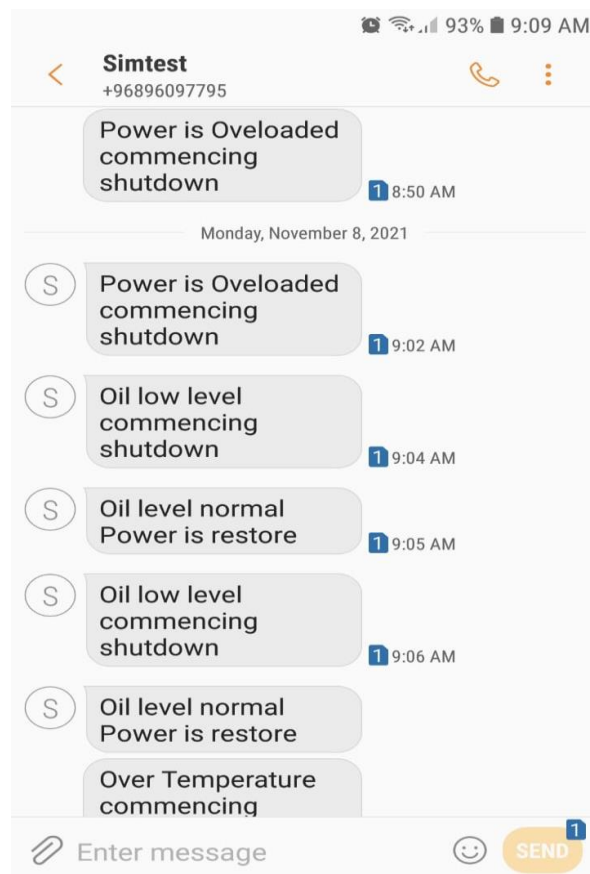 93% 9:09 AM
Simtest
+96896097795
Power is Oveloaded
commencing
shutdown
1 8:50 AM
Monday, November 8, 2021
S
Power is Oveloaded
commencing
shutdown
1 9:02 AM
S
Oil low level
commencing
shutdown
1 9:04 AM
S
Oil level normal
Power is restore
1 9:05 AM
S
Oil low level
commencing
shutdown
1 9:06 AM
S
Oil level normal
Power is restore
Over Temperature
commencing
Enter message
1
SEND